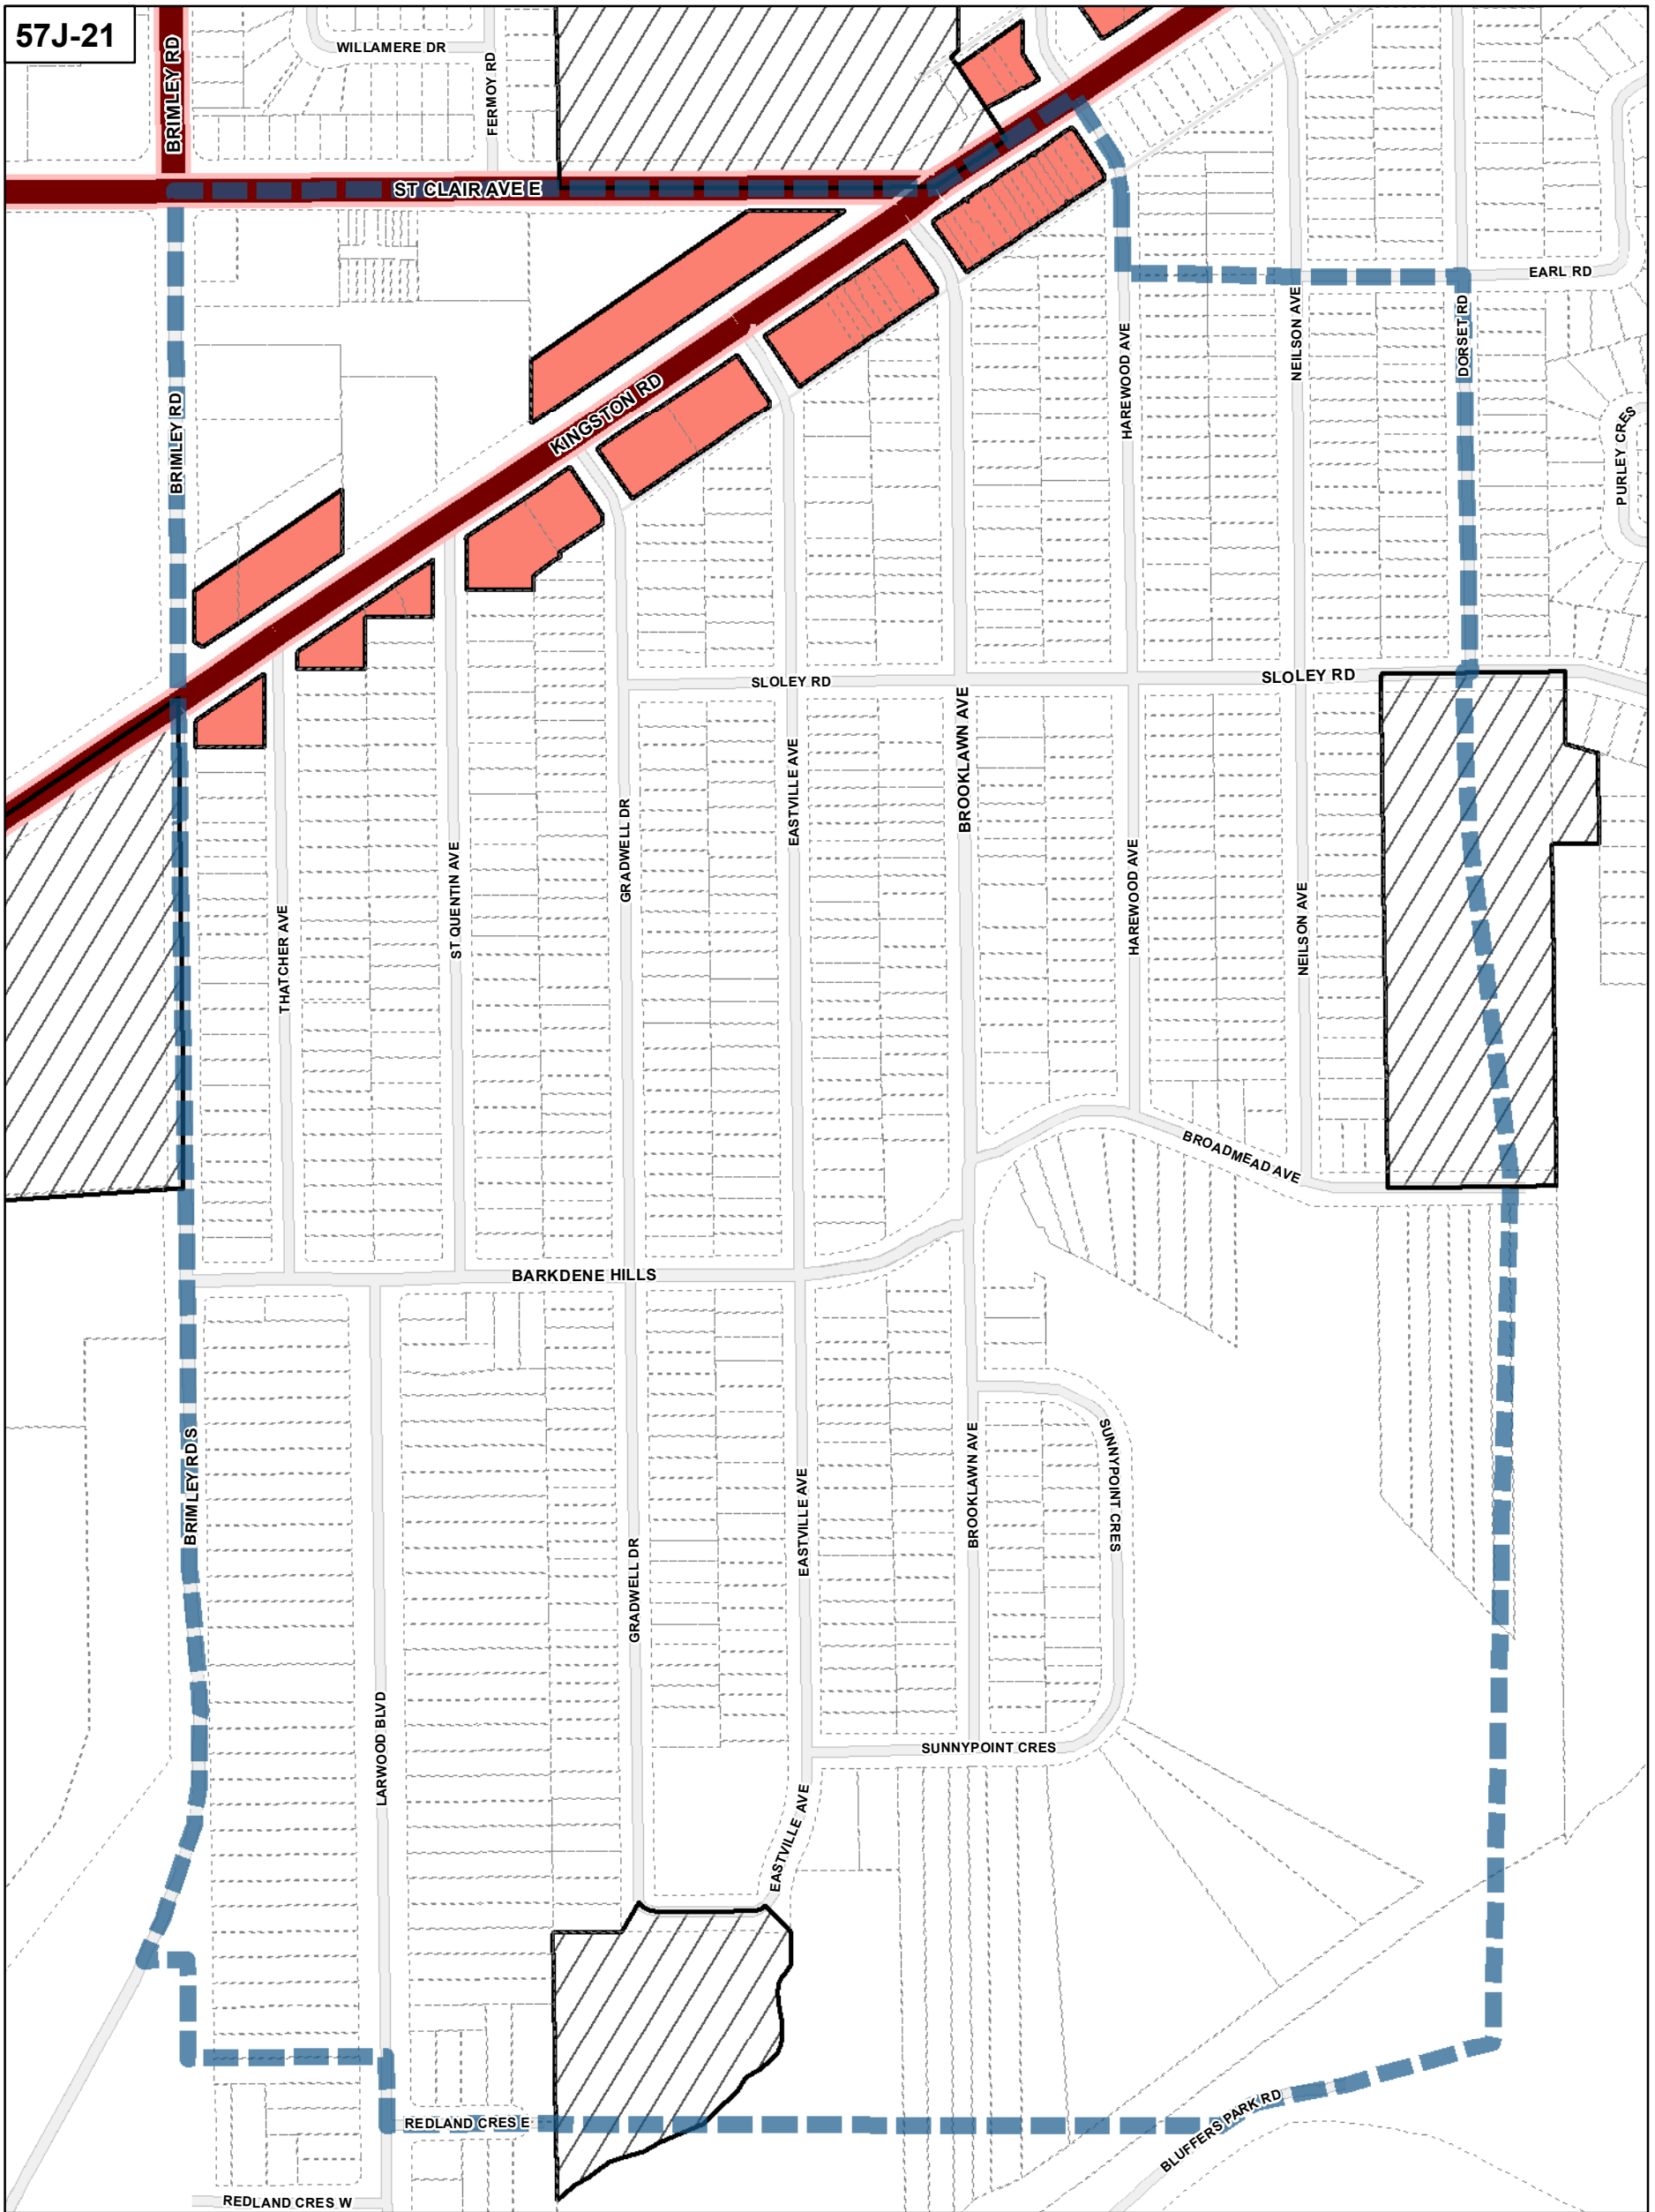 57J-21
BRIMLEY RD
WILLAMERE DR
FERMOY RD
ST CLAIR AVE E
EARL RD
NEILSON AVE
DORSET RD
HAREWOOD AVE
KINGSTON RD
BRIMLEY RD
PURLEY CRES
SLOLEY RD
SLOLEY RD
BROOKLAWN AVE
EASTVILLE AVE
GRADWELL DR
ST QUENTIN AVE
HAREWOOD AVE
NEILSON AVE
THATCHER AVE
BROADMEAD AVE
BARKDENE HILLS
BRIMLEY RD S
SUNNYPOINT CRES
BROOKLAWN AVE
EASTVILLE AVE
GRADWELL DR
LARWOOD BLVD
SUNNYPOINT CRES
EASTVILLE AVE
REDLAND CRES E
BLUFFERS PARK RD
REDLAND CRES W